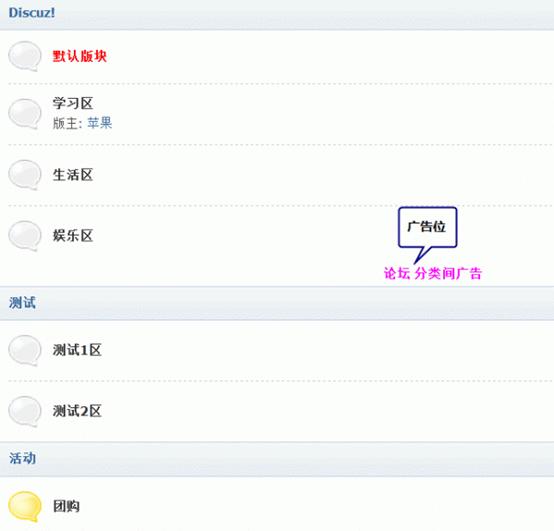 Discuz!
默认版块
学习区
版主: 苹果
生活区
娱乐区
广告位
论坛 分类间广告
测试
测试1区
测试2区
活动
团购